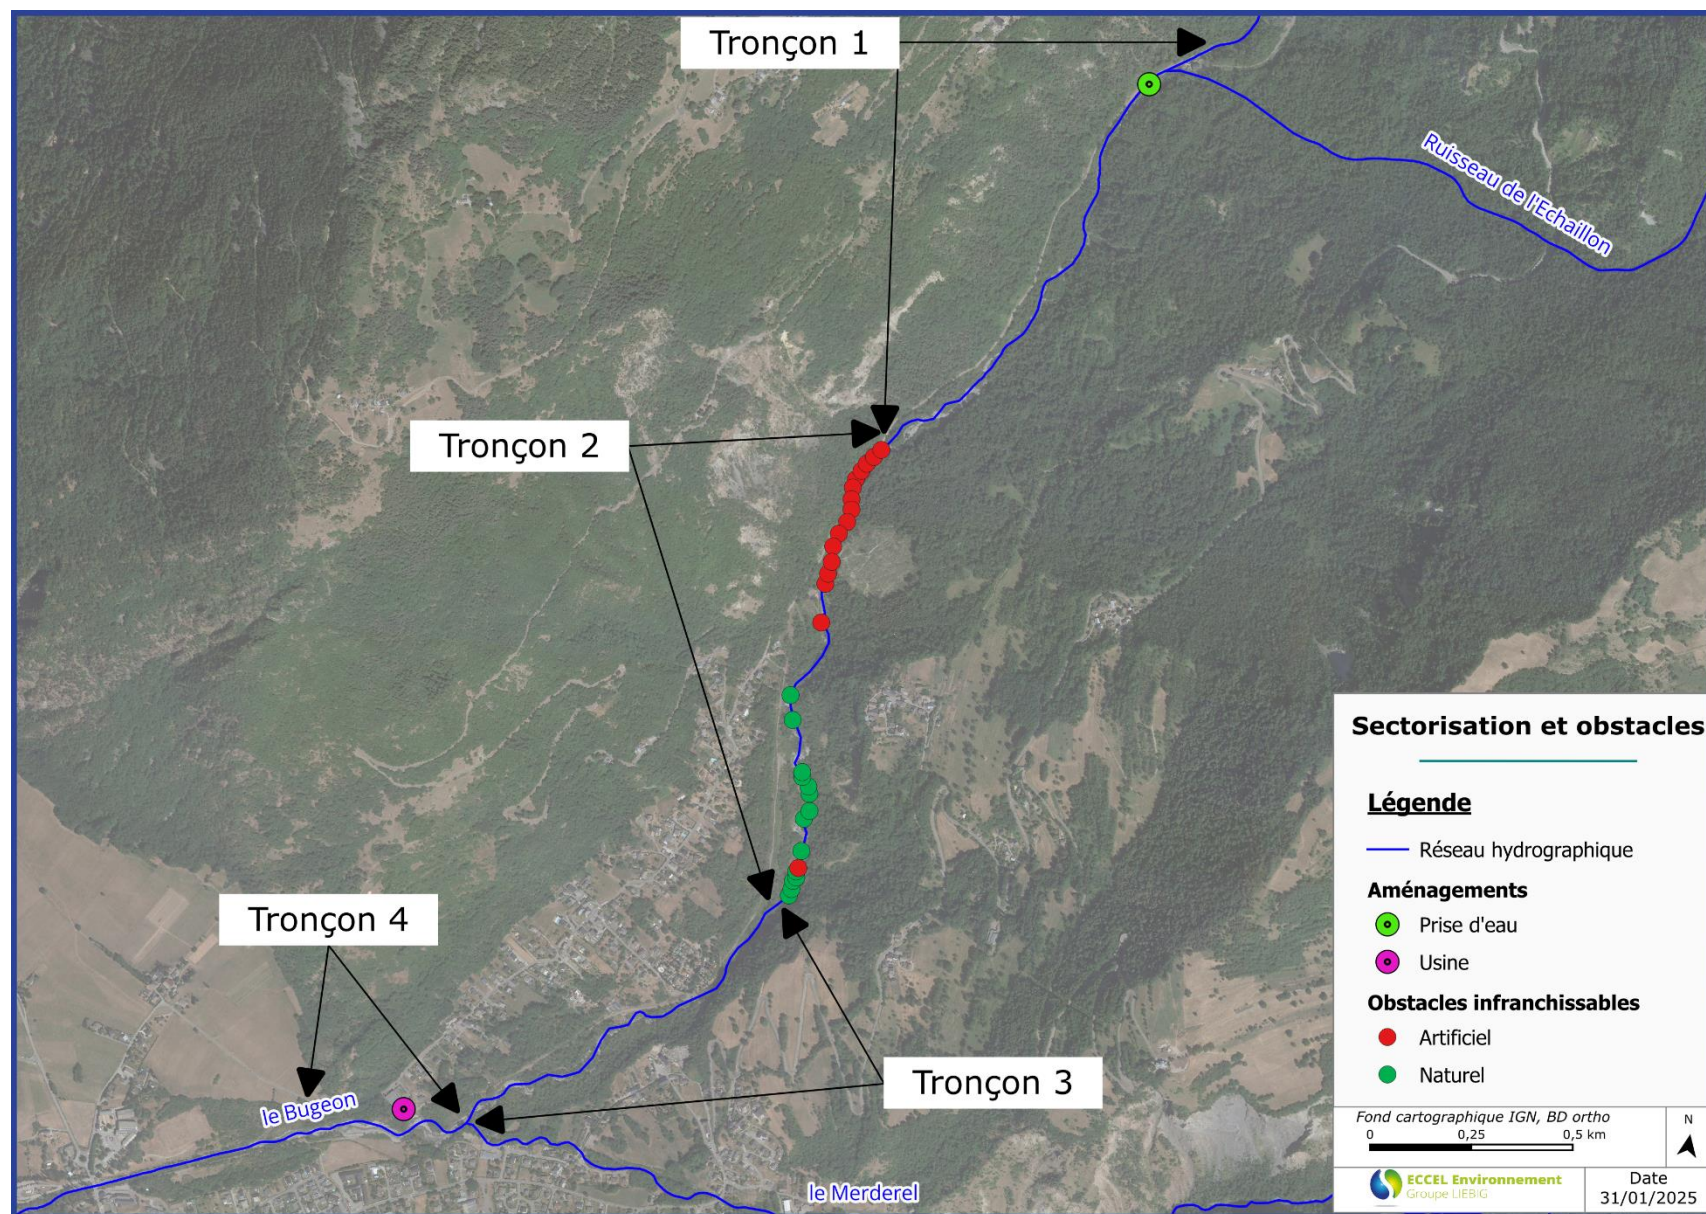 Tronçon 1
Ruisseau de l'Echaillon
Tronçon 2
Tronçon 4
Tronçon 3
le Bugeon
le Merderel
Sectorisation et obstacles
Légende
Réseau hydrographique
Aménagements
Prise d'eau
Usine
Obstacles infranchissables
Artificiel
Naturel
Fond cartographique IGN, BD ortho
0 0,25 0,5 km
N
ECCEL Environnement
Groupe LIEBIG
Date
31/01/2025